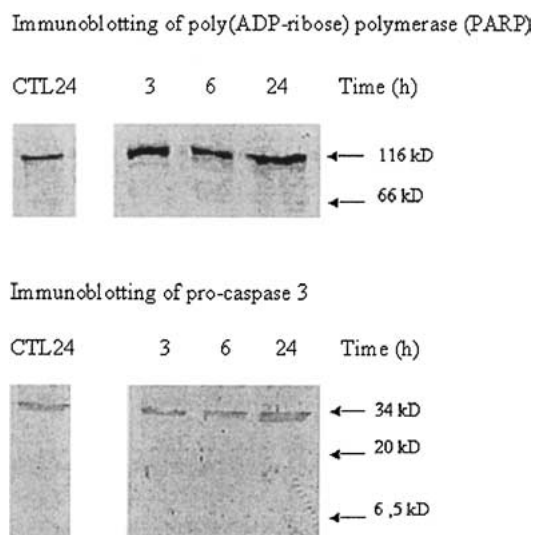 Immunoblotting of poly(ADP-ribose) polymerase (PARP)
CTL24 3 6 24 Time (h)
116 kD
66 kD
Immunoblotting of pro-caspase 3
CTL24 3 6 24 Time (h)
34 kD
20 kD
6 ,5 kD